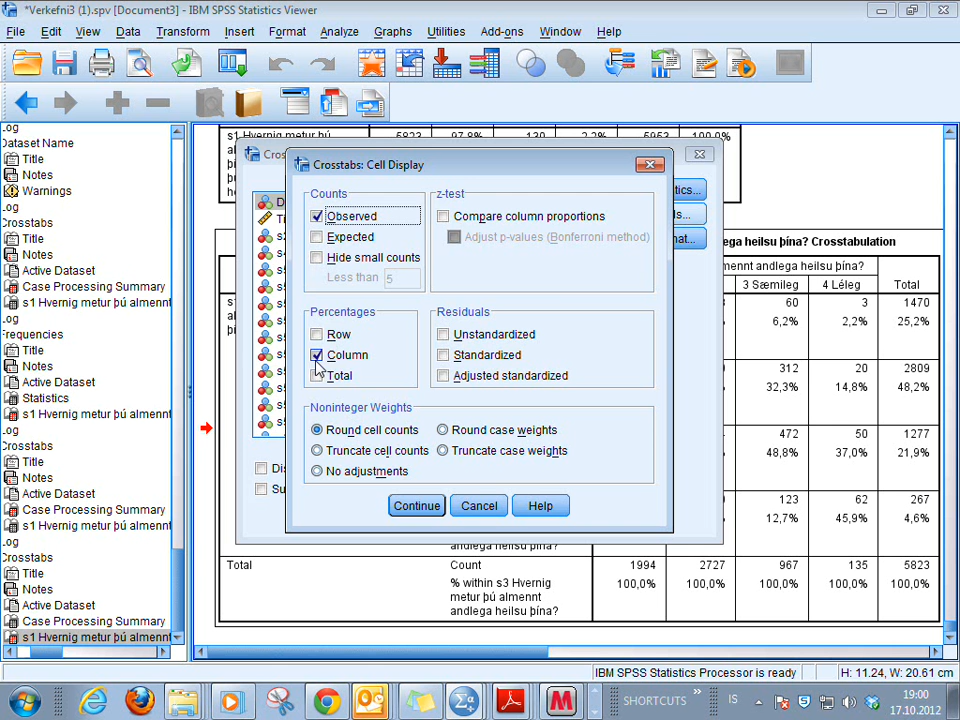 *Verkefni3 (1).spv [Document3] - IBM SPSS Statistics Viewer
File Edit View Data Transform Insert Format Analyze Graphs Utilities Add-ons Window Help
Log
Dataset Name
Title
Notes
Warnings
Log
Crosstabs
Title
Notes
Active Dataset
Case Processing Summary
s1 Hvernig metur þú almennt
Log
Frequencies
Title
Notes
Active Dataset
Statistics
s1 Hvernig metur þú almennt
Log
Crosstabs
Title
Notes
Active Dataset
Case Processing Summary
s1 Hvernig metur þú almennt
Log
Crosstabs
Title
Notes
Active Dataset
Case Processing Summary
s1 Hvernig metur þú almennt
s1 Hvernig metur þú 5823 97,8% 130 2,2% 5953 100,0%
Crosstabs: Cell Display
Counts
Observed
Expected
Hide small counts
Less than 5
z-test
Compare column proportions
Adjust p-values (Bonferroni method)
Percentages
Row
Column
Total
Residuals
Unstandardized
Standardized
Adjusted standardized
Noninteger Weights
Round cell counts Round case weights
Truncate cell counts Truncate case weights
No adjustments
Continue Cancel Help
heilsu þína? Crosstabulation
andlega heilsu þína?
3 Sæmileg 4 Léleg Total
60 3 1470
6,2% 2,2% 25,2%
312 20 2809
32,3% 14,8% 48,2%
472 50 1277
48,8% 37,0% 21,9%
123 62 267
12,7% 45,9% 4,6%
andlega heilsu þína?
Total Count 1994 2727 967 135 5823
% within s3 Hvernig 100,0% 100,0% 100,0% 100,0% 100,0%
metur þú almennt
andlega heilsu þína?
IBM SPSS Statistics Processor is ready H: 11.24, W: 20.61 cm
SHORTCUTS IS 19:00
17.10.2012